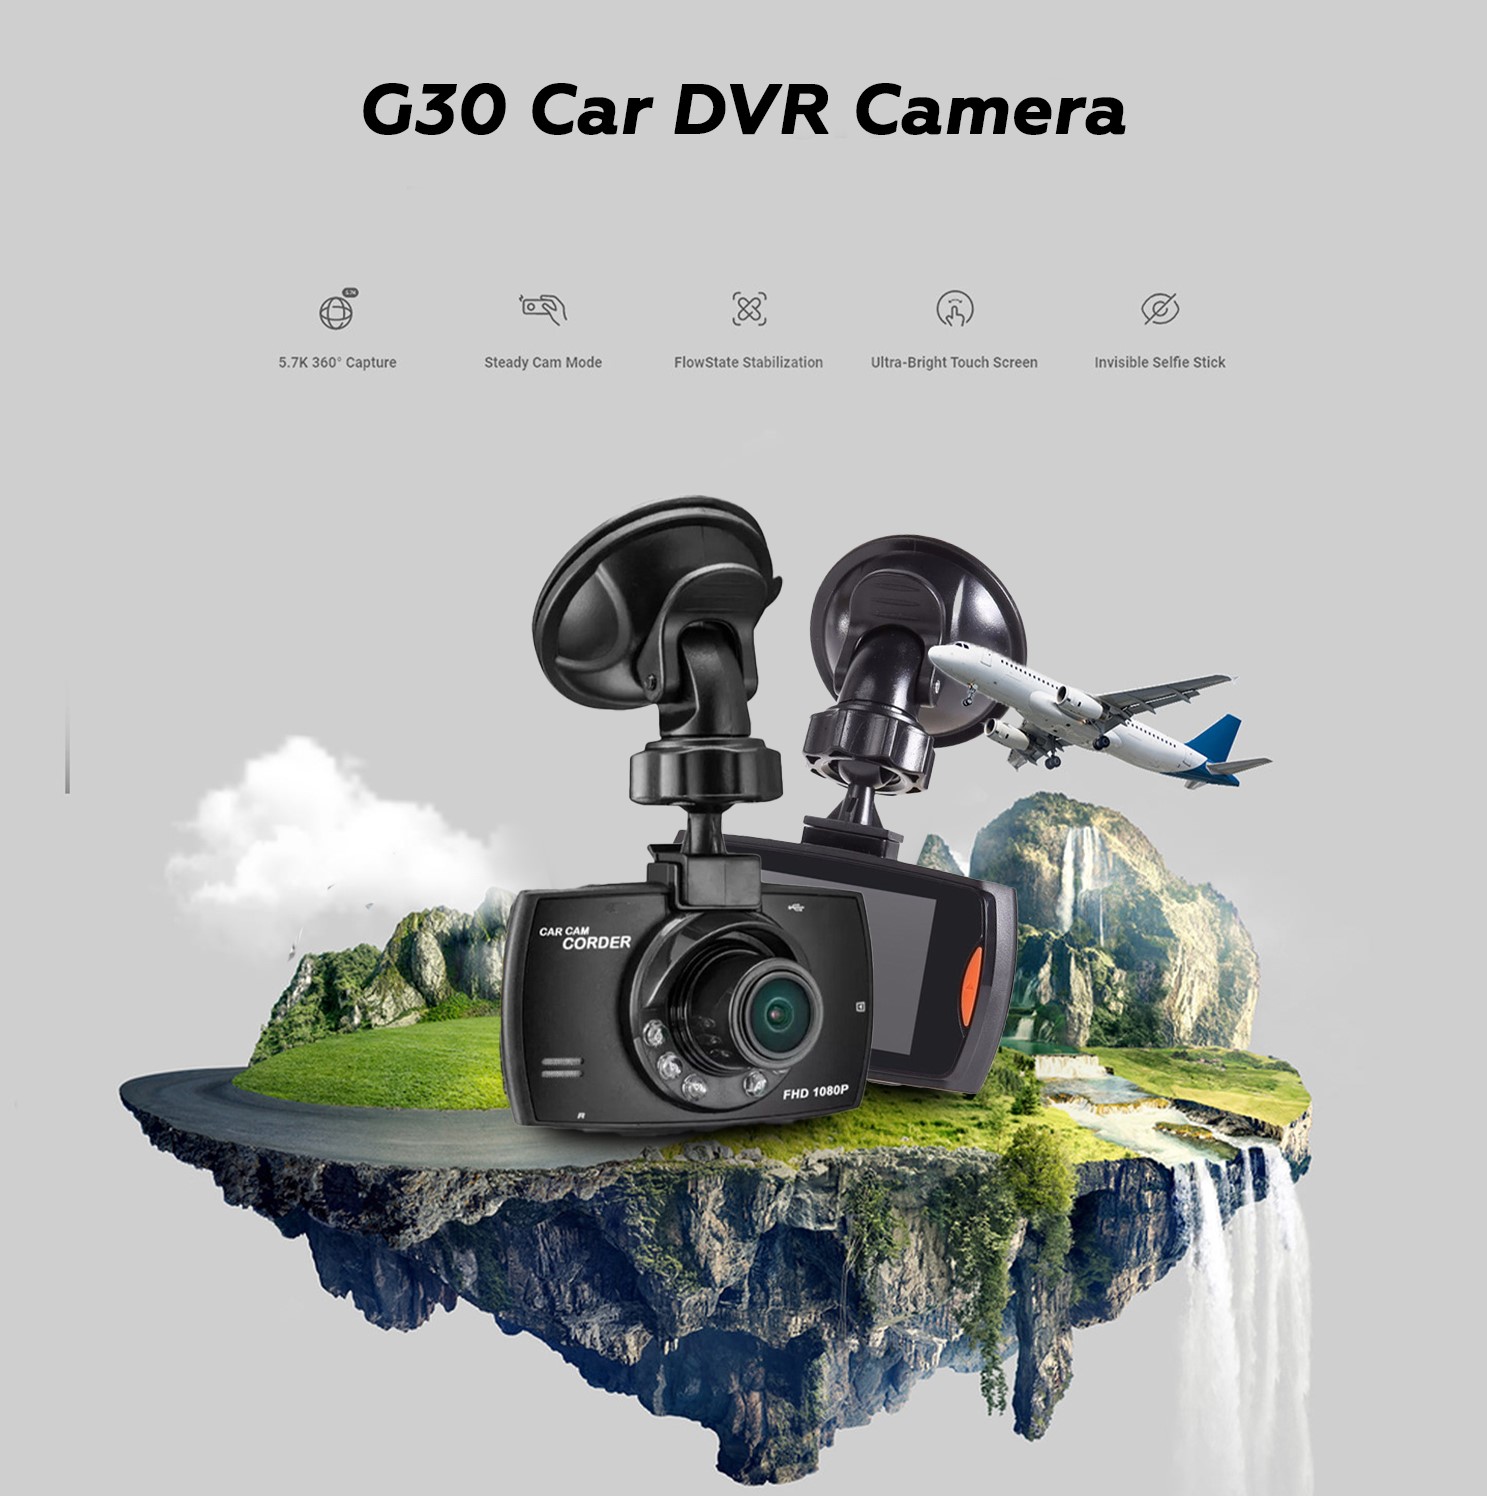 G30 Car DVR Camera
5.7K 360° Capture
Steady Cam Mode
FlowState Stabilization
Ultra-Bright Touch Screen
Invisible Selfie Stick
CAR CAM
CORDER
FHD 1080P
R